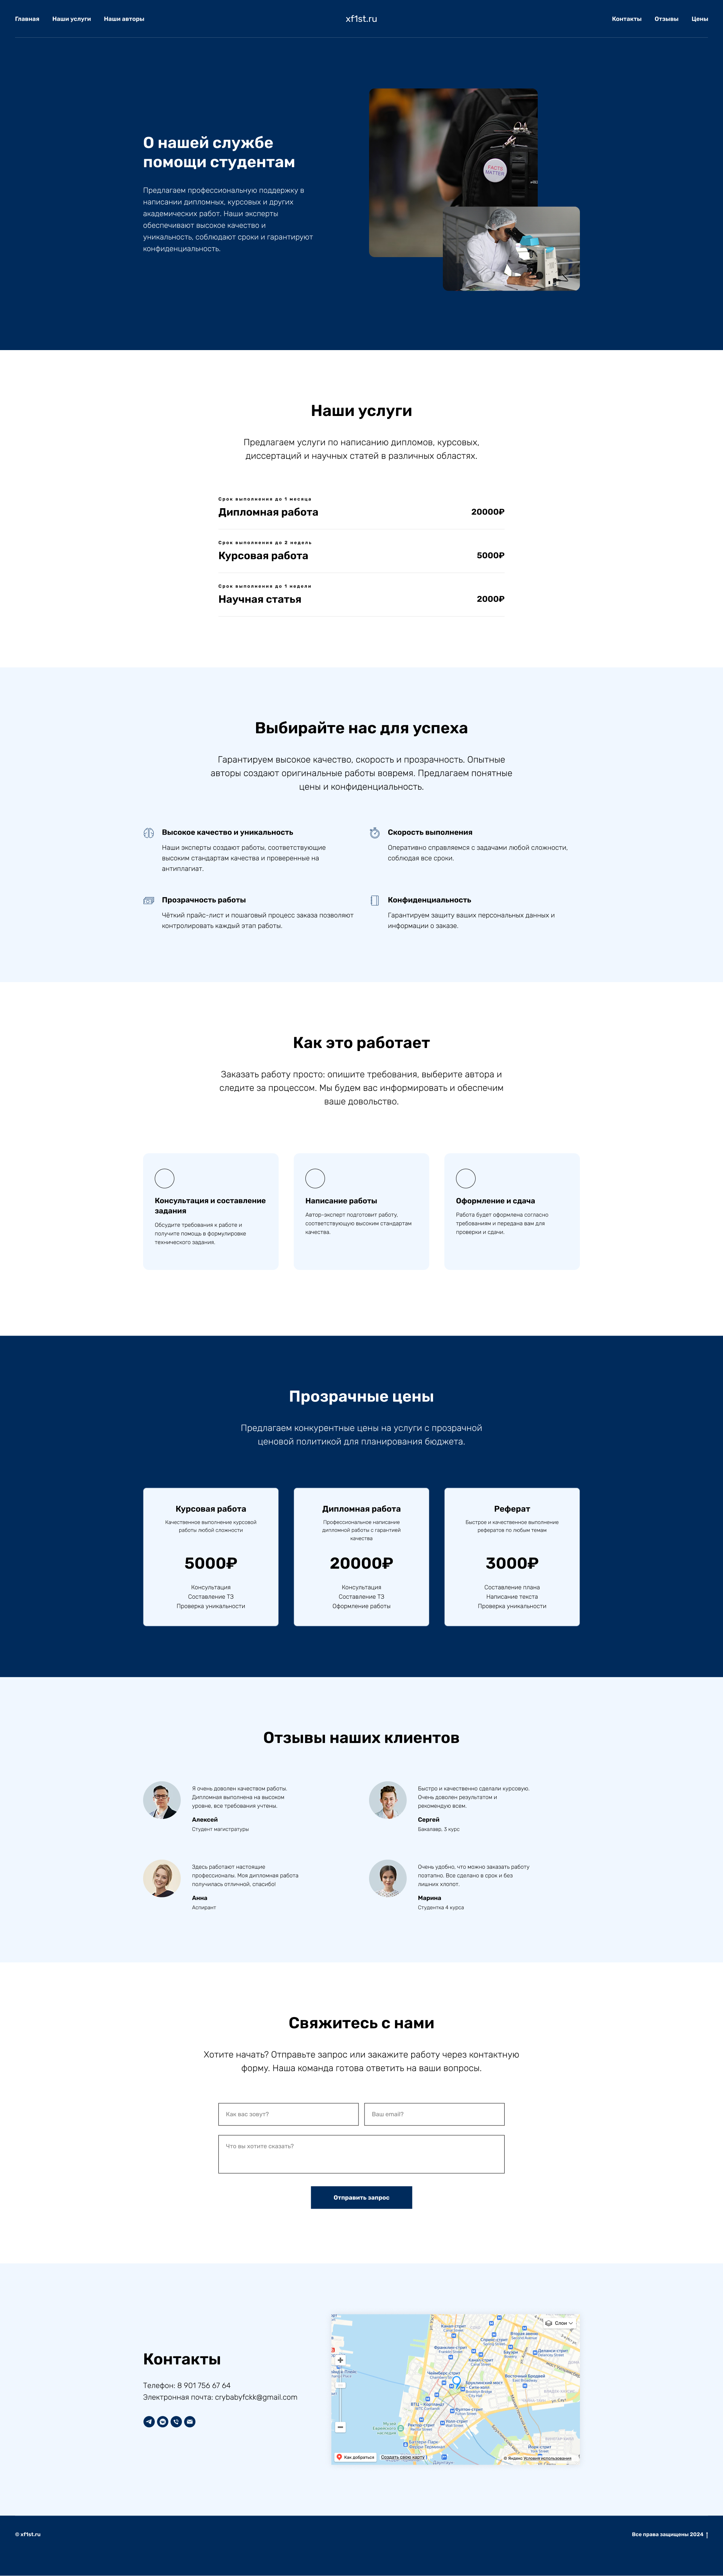 Главная Наши услуги Наши авторы xf1st.ru Контакты Отзывы Цены
О нашей службе
помощи студентам
Предлагаем профессиональную поддержку в
написании дипломных, курсовых и других
академических работ. Наши эксперты
обеспечивают высокое качество и
уникальность, соблюдают сроки и гарантируют
конфиденциальность.
FACTS
MATTER
Наши услуги
Предлагаем услуги по написанию дипломов, курсовых,
диссертаций и научных статей в различных областях.
Срок выполнения до 1 месяца
Дипломная работа 20000₽
Срок выполнения до 2 недель
Курсовая работа 5000₽
Срок выполнения до 1 недели
Научная статья 2000₽
Выбирайте нас для успеха
Гарантируем высокое качество, скорость и прозрачность. Опытные
авторы создают оригинальные работы вовремя. Предлагаем понятные
цены и конфиденциальность.
Высокое качество и уникальность
Наши эксперты создают работы, соответствующие
высоким стандартам качества и проверенные на
антиплагиат.
Скорость выполнения
Оперативно справляемся с задачами любой сложности,
соблюдая все сроки.
Прозрачность работы
Чёткий прайс-лист и пошаговый процесс заказа позволяют
контролировать каждый этап работы.
Конфиденциальность
Гарантируем защиту ваших персональных данных и
информации о заказе.
Как это работает
Заказать работу просто: опишите требования, выберите автора и
следите за процессом. Мы будем вас информировать и обеспечим
ваше довольство.
Консультация и составление
задания
Обсудите требования к работе и
получите помощь в формулировке
технического задания.
Написание работы
Автор-эксперт подготовит работу,
соответствующую высоким стандартам
качества.
Оформление и сдача
Работа будет оформлена согласно
требованиям и передана вам для
проверки и сдачи.
Прозрачные цены
Предлагаем конкурентные цены на услуги с прозрачной
ценовой политикой для планирования бюджета.
Курсовая работа
Качественное выполнение курсовой
работы любой сложности
5000₽
Консультация
Составление ТЗ
Проверка уникальности
Дипломная работа
Профессиональное написание
дипломной работы с гарантией
качества
20000₽
Консультация
Составление ТЗ
Оформление работы
Реферат
Быстрое и качественное выполнение
рефератов по любым темам
3000₽
Составление плана
Написание текста
Проверка уникальности
Отзывы наших клиентов
Я очень доволен качеством работы.
Дипломная выполнена на высоком
уровне, все требования учтены.
Алексей
Студент магистратуры
Быстро и качественно сделали курсовую.
Очень доволен результатом и
рекомендую всем.
Сергей
Бакалавр, 3 курс
Здесь работают настоящие
профессионалы. Моя дипломная работа
получилась отличной, спасибо!
Анна
Аспирант
Очень удобно, что можно заказать работу
поэтапно. Все сделано в срок и без
лишних хлопот.
Марина
Студентка 4 курса
Свяжитесь с нами
Хотите начать? Отправьте запрос или закажите работу через контактную
форму. Наша команда готова ответить на ваши вопросы.
Как вас зовут? Ваш email?
Что вы хотите сказать?
Отправить запрос
Контакты
Телефон: 8 901 756 67 64
Электронная почта: crybabyfckk@gmail.com
Слои
Как добраться
Создать свою карту
© Яндекс Условия использования
© xf1st.ru Все права защищены 2024